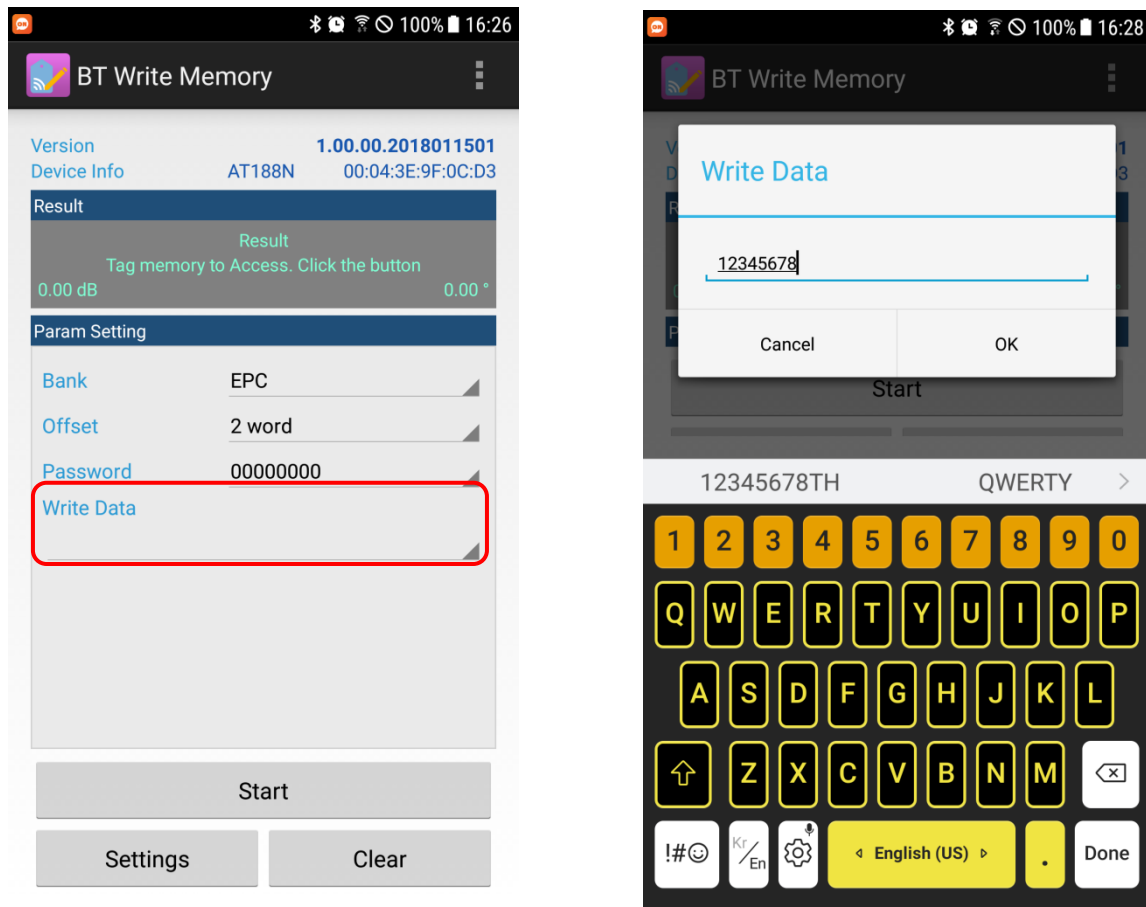 100% 16:26
BT Write Memory
Version 1.00.00.2018011501
Device Info AT188N 00:04:3E:9F:0C:D3
Result
Result
Tag memory to Access. Click the button
0.00 dB 0.00 °
Param Setting
Bank EPC
Offset 2 word
Password 00000000
Write Data
Start
Settings Clear
100% 16:28
BT Write Memory
Write Data
12345678
Cancel OK
Start
12345678TH QWERTY
1 2 3 4 5 6 7 8 9 0
Q W E R T Y U I O P
A S D F G H J K L
Z X C V B N M
!#☺ Kr/En English (US) . Done